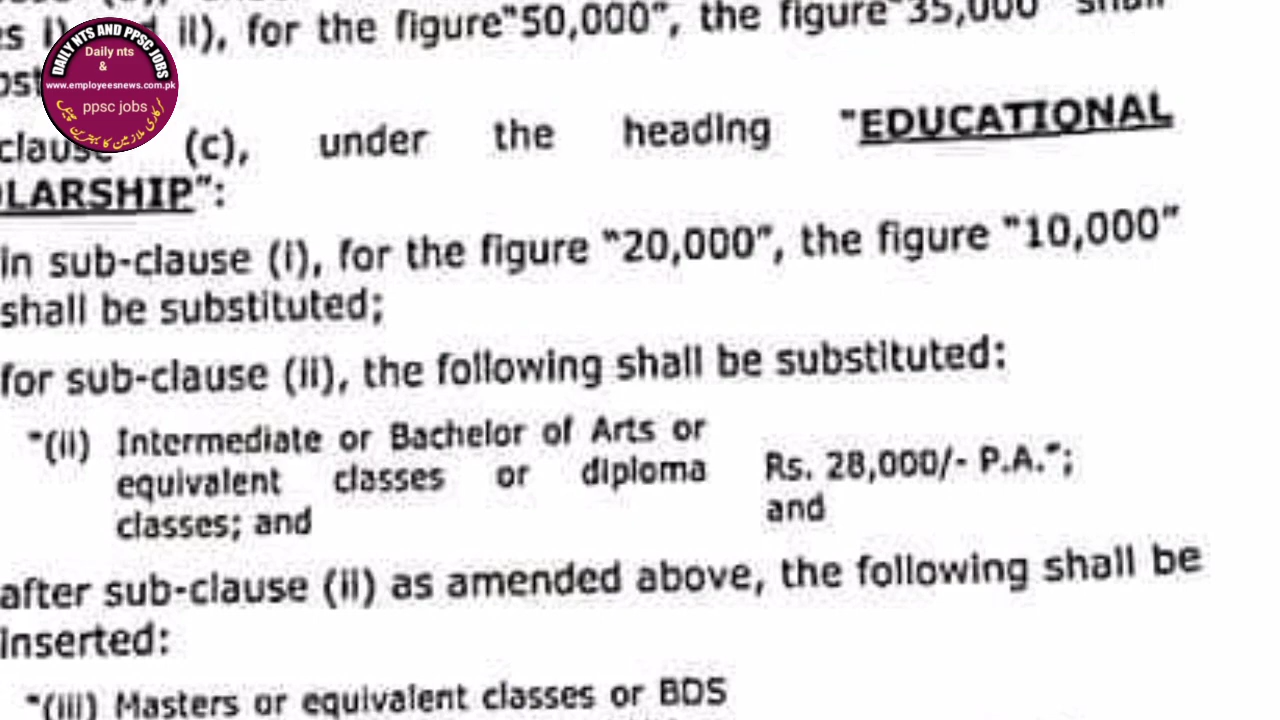 es i) ii), for the figure"50,000", the figure"35,000" shall
DAILY NTS AND PPSC JOBS
Daily nts
&
www.employeesnews.com.pk
ppsc jobs
clause (c), under the heading "EDUCATIONAL
OLARSHIP":
in sub-clause (i), for the figure "20,000", the figure "10,000"
shall be substituted;
for sub-clause (ii), the following shall be substituted:
"(ii) Intermediate or Bachelor of Arts or
equivalent classes or diploma Rs. 28,000/- P.A.";
classes; and and
after sub-clause (ii) as amended above, the following shall be
inserted:
"(iii) Masters or equivalent classes or BDS